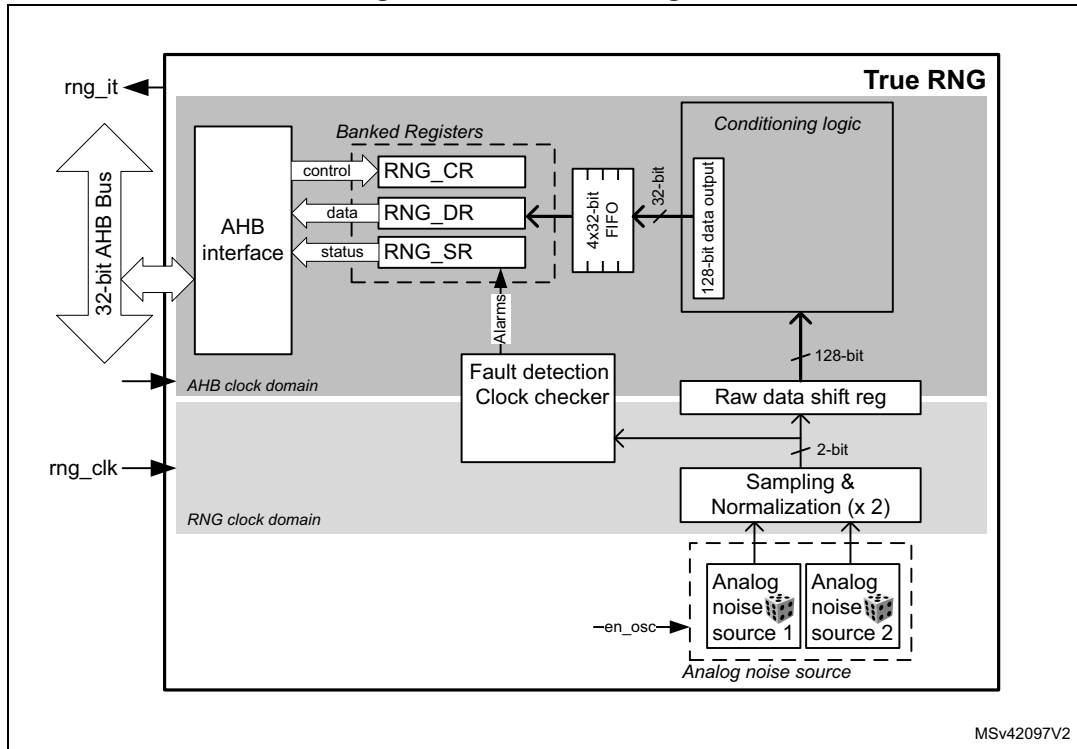 True RNG
rng_it
32-bit AHB Bus
AHB
interface
Banked Registers
control
RNG_CR
data
RNG_DR
status
RNG_SR
Alarms
4x32-bit
FIFO
32-bit
Conditioning logic
128-bit data output
128-bit
AHB clock domain
Fault detection
Clock checker
Raw data shift reg
2-bit
rng_clk
Sampling &
Normalization (x 2)
RNG clock domain
Analog
noise
source 1
Analog
noise
source 2
en_osc
Analog noise source
MSv42097V2